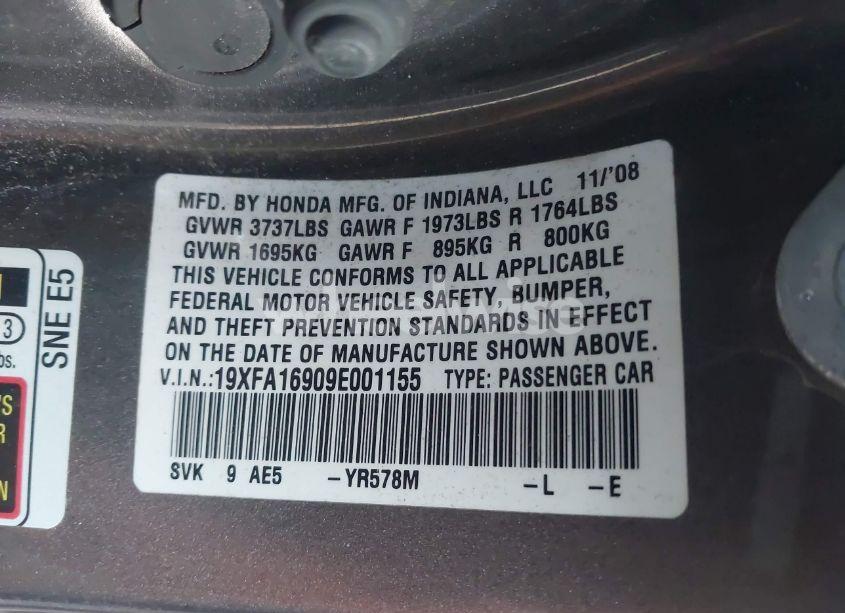 MFD. BY HONDA MFG. OF INDIANA, LLC 11/'08
GVWR 3737LBS GAWR F 1973LBS R 1764LBS
GVWR 1695KG GAWR F 895KG R 800KG
THIS VEHICLE CONFORMS TO ALL APPLICABLE
FEDERAL MOTOR VEHICLE SAFETY, BUMPER,
AND THEFT PREVENTION STANDARDS IN EFFECT
ON THE DATE OF MANUFACTURE SHOWN ABOVE.
V.I.N.:19XFA16909E001155 TYPE: PASSENGER CAR
SVK 9 AE5 -YR578M -L -E
SNE E5
3
bs.
'S
R
N